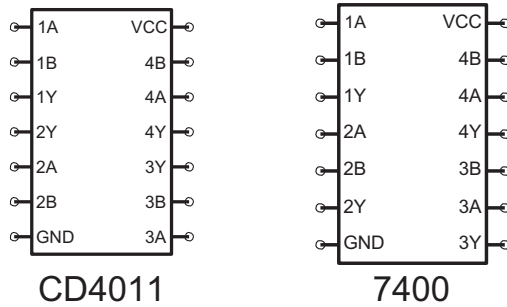 1A VCC
1B 4B
1Y 4A
2Y 4Y
2A 3Y
2B 3B
GND 3A
CD4011
1A VCC
1B 4B
1Y 4A
2A 4Y
2B 3B
2Y 3A
GND 3Y
7400